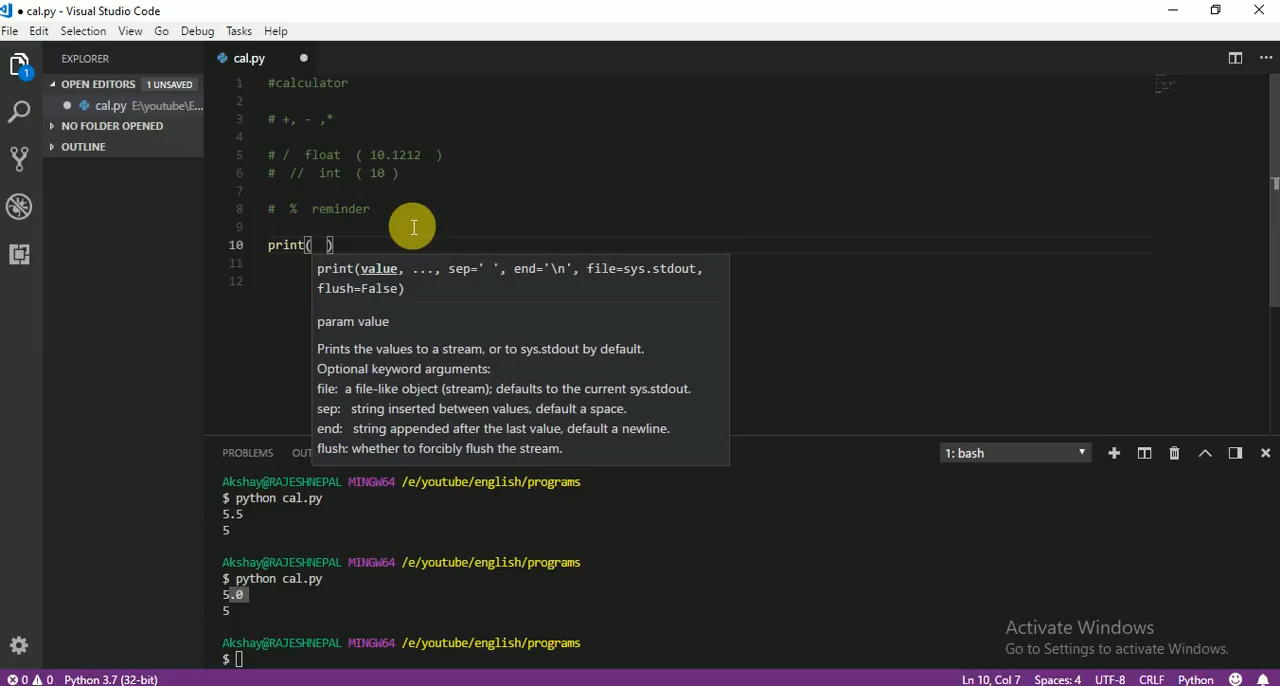 cal.py - Visual Studio Code
File Edit Selection View Go Debug Tasks Help
EXPLORER
cal.py
OPEN EDITORS 1 UNSAVED
cal.py E:\youtube\E...
NO FOLDER OPENED
OUTLINE
1
1 #calculator
2
3 # +, - ,*
4
5 # / float ( 10.1212 )
6 # // int ( 10 )
7
8 # % reminder
9
10 print( )
11
12
print(value, ..., sep=' ', end='\n', file=sys.stdout,
flush=False)
param value
Prints the values to a stream, or to sys.stdout by default.
Optional keyword arguments:
file: a file-like object (stream); defaults to the current sys.stdout.
sep: string inserted between values, default a space.
end: string appended after the last value, default a newline.
flush: whether to forcibly flush the stream.
PROBLEMS OU
1: bash
Akshay@RAJESHNEPAL MINGW64 /e/youtube/english/programs
$ python cal.py
5.5
5
Akshay@RAJESHNEPAL MINGW64 /e/youtube/english/programs
$ python cal.py
5.0
5
Akshay@RAJESHNEPAL MINGW64 /e/youtube/english/programs
$
Activate Windows
Go to Settings to activate Windows.
0 0 Python 3.7 (32-bit)
Ln 10, Col 7 Spaces: 4 UTF-8 CRLF Python